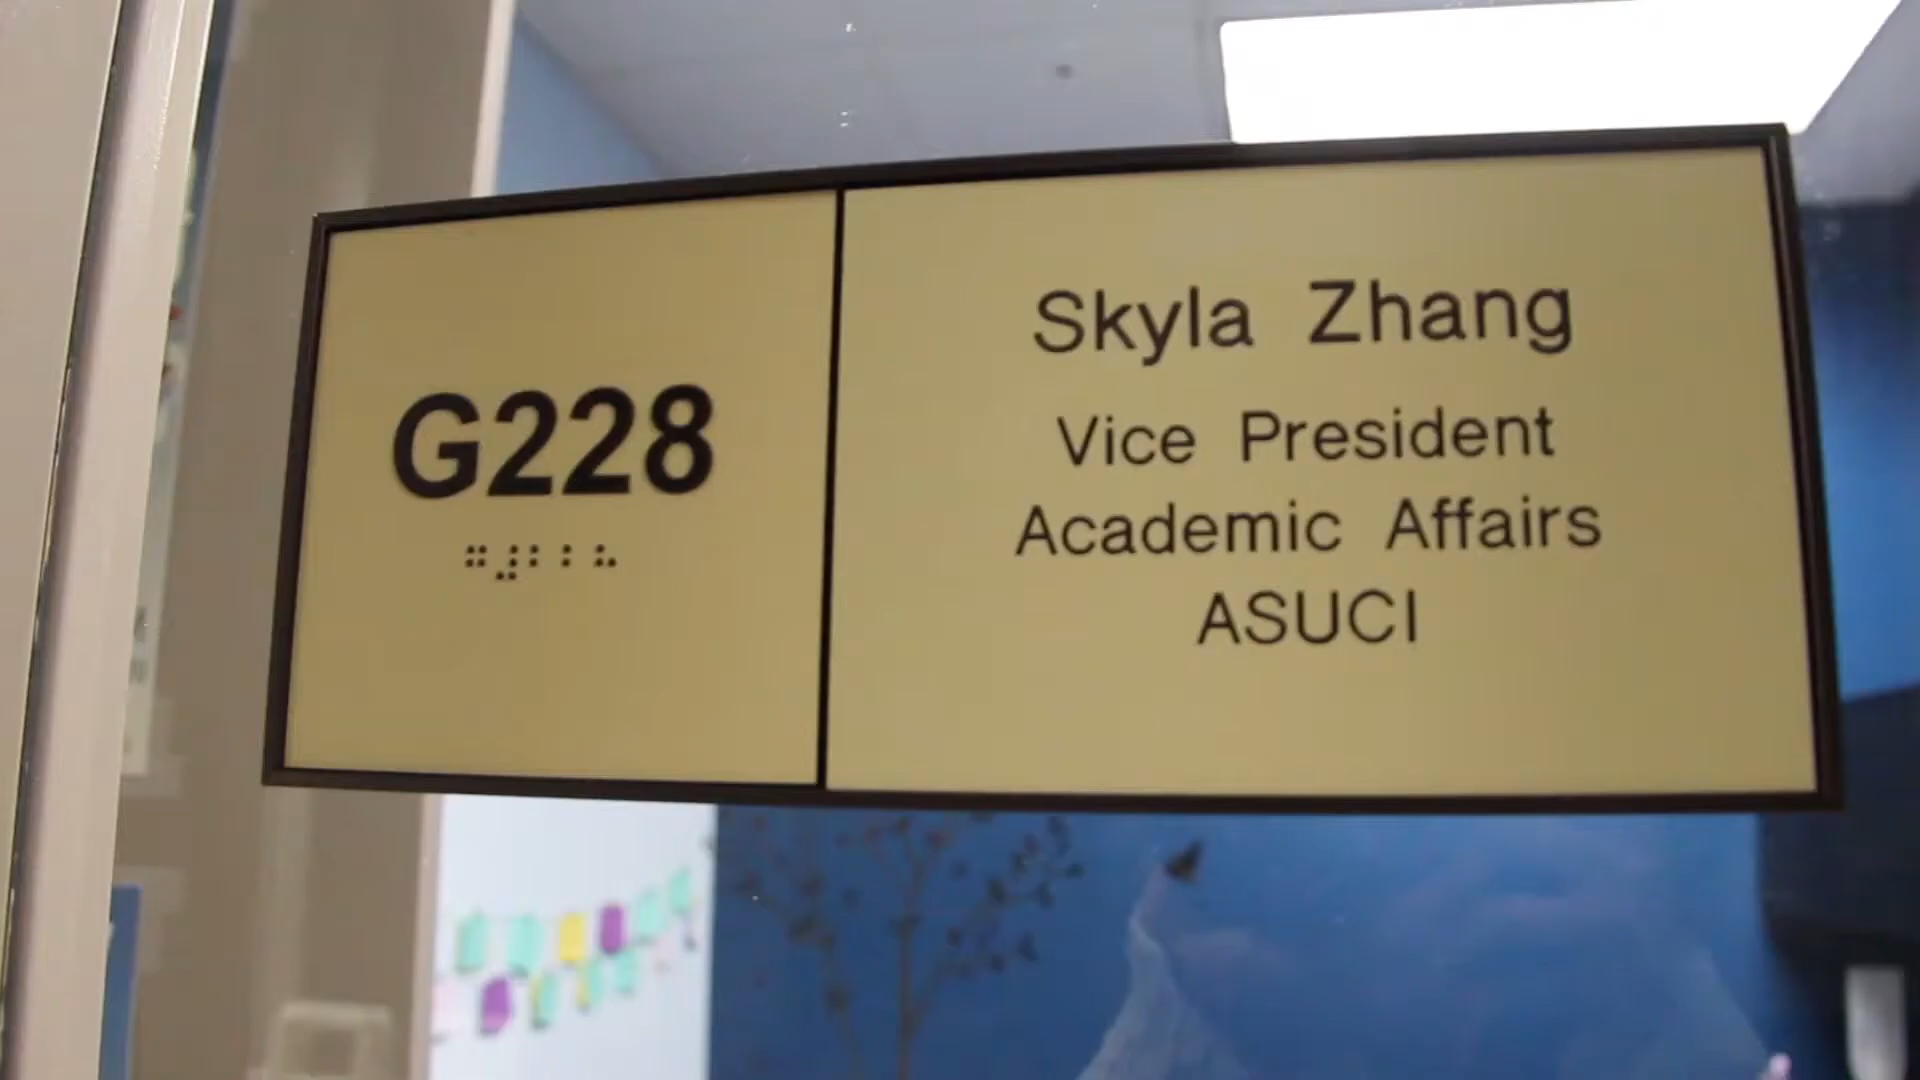 G228
⠛⠼⠃⠃⠓
Skyla Zhang
Vice President
Academic Affairs
ASUCI